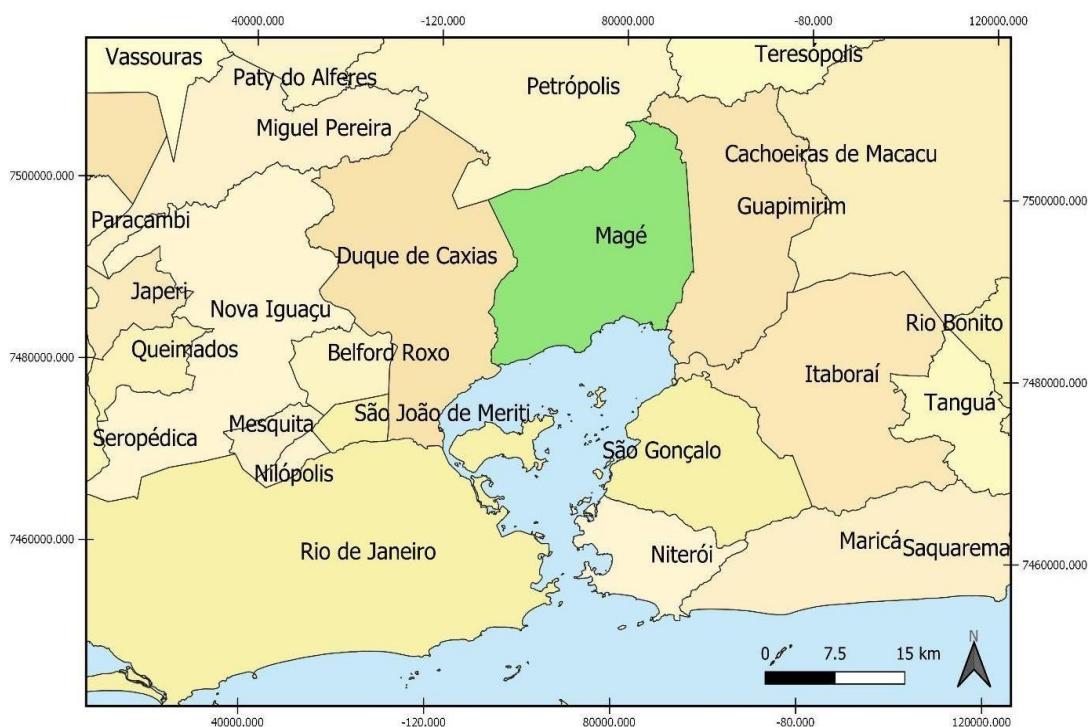 40000.000
-120.000
80000.000
-80.000
120000.000
Vassouras
Teresópolis
Paty do Alferes
Petrópolis
Miguel Pereira
Cachoeiras de Macacu
7500000.000
7500000.000
Guapimirim
Paracambi
Magé
Duque de Caxias
Japeri
Nova Iguaçu
Rio Bonito
Queimados
Belford Roxo
7480000.000
Itaboraí
7480000.000
Tanguá
São João de Meriti
Mesquita
Seropédica
São Gonçalo
Nilópolis
7460000.000
Rio de Janeiro
Niterói
Maricá
Saquarema
7460000.000
N
0 7.5 15 km
40000.000
-120.000
80000.000
-80.000
120000.000